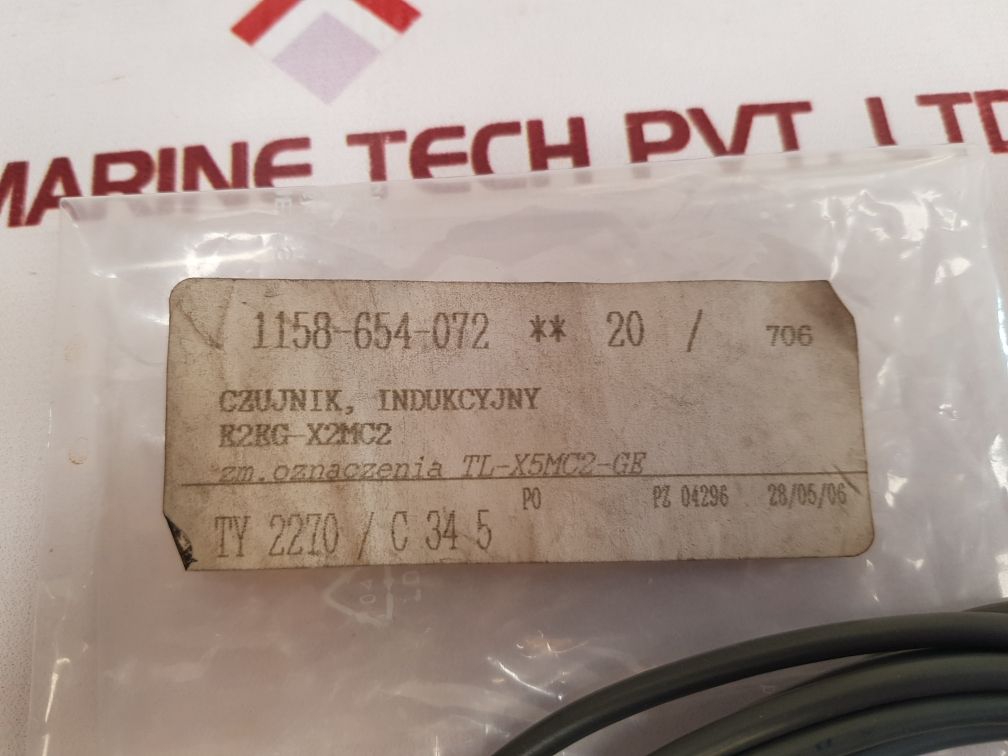 MARINE TECH PVT. LTD
1158-654-072 ** 20 / 706
CZUJNIK, INDUKCYJNY
E2EG-X2MC2
zm.oznaczenia TL-X5MC2-GE
PO PZ 04296 28/05/06
TY 2270 / C 34 5
04